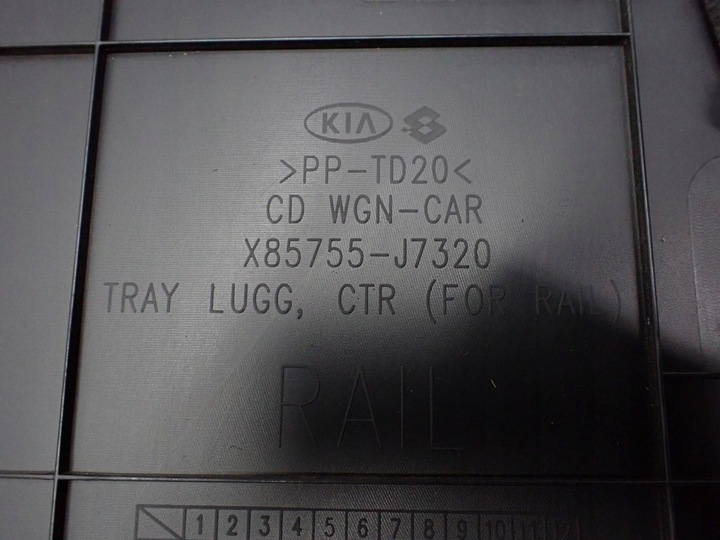 KIA
>PP-TD20<
CD WGN-CAR
X85755-J7320
TRAY LUGG, CTR (FOR RAIL)
RAIL
1 2 3 4 5 6 7 8 9 10 11 12